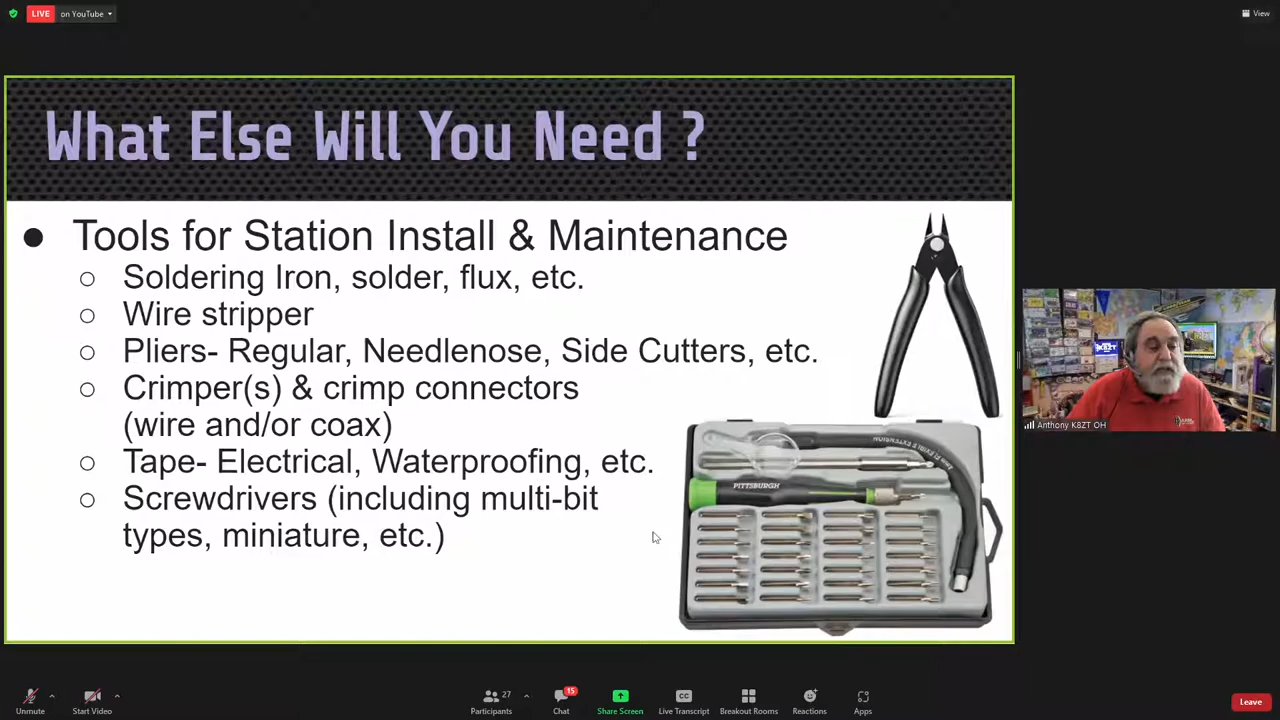 LIVE on YouTube
View
What Else Will You Need ?
Tools for Station Install & Maintenance
Soldering Iron, solder, flux, etc.
Wire stripper
Pliers- Regular, Needlenose, Side Cutters, etc.
Crimper(s) & crimp connectors
(wire and/or coax)
Tape- Electrical, Waterproofing, etc.
Screwdrivers (including multi-bit
types, miniature, etc.)
PITTSBURGH
K8ZT
Anthony K8ZT OH
Unmute
Start Video
27
Participants
15
Chat
Share Screen
CC
Live Transcript
Breakout Rooms
Reactions
Apps
Leave